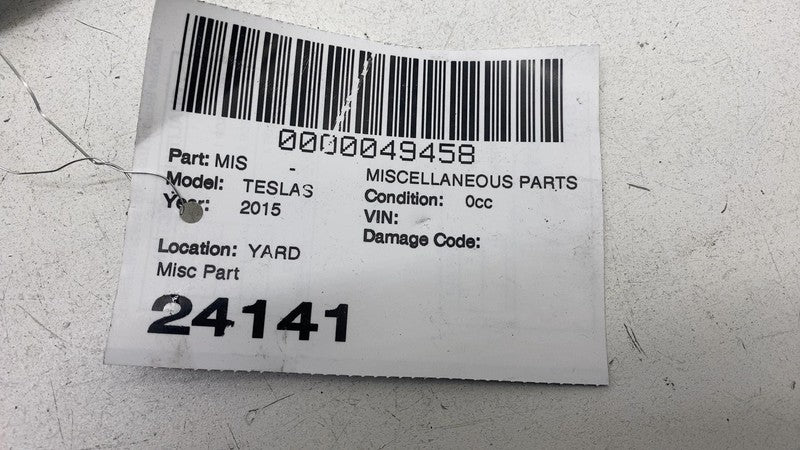 0000049458
Part: MIS - MISCELLANEOUS PARTS
Model: TESLAS Condition: 0cc
Year: 2015 VIN:
Damage Code:
Location: YARD
Misc Part
24141